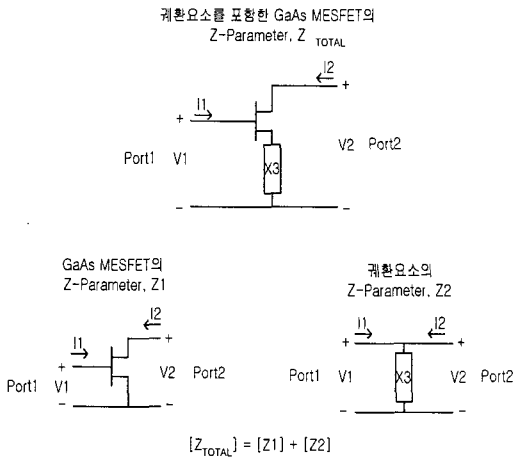 궤환요소를 포함한 GaAs MESFET의
Z-Parameter, Z TOTAL
I2
+
I1
+
Port1 V1
X3
V2 Port2
−
−
GaAs MESFET의
Z-Parameter, Z1
I2
+
I1
+
Port1 V1
V2 Port2
−
−
궤환요소의
Z-Parameter, Z2
I1
I2
+
+
Port1 V1
X3
V2 Port2
−
−
[Z_TOTAL] = [Z1] + [Z2]